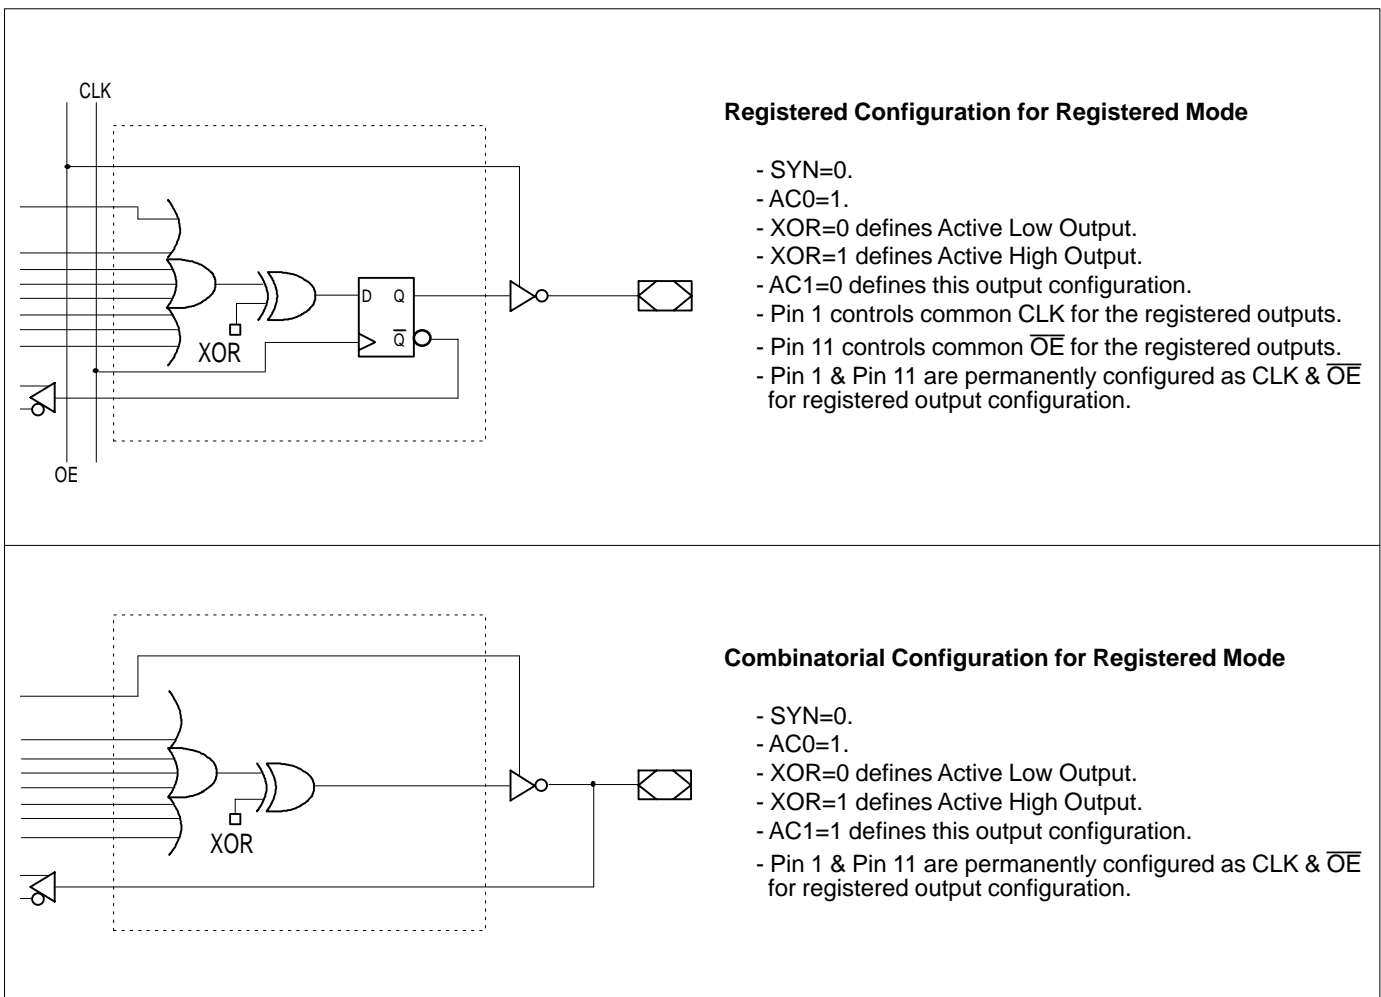 CLK
D Q
Q̅
XOR
OE
Registered Configuration for Registered Mode
- SYN=0.
- AC0=1.
- XOR=0 defines Active Low Output.
- XOR=1 defines Active High Output.
- AC1=0 defines this output configuration.
- Pin 1 controls common CLK for the registered outputs.
- Pin 11 controls common O̅E̅ for the registered outputs.
- Pin 1 & Pin 11 are permanently configured as CLK & O̅E̅
for registered output configuration.
XOR
Combinatorial Configuration for Registered Mode
- SYN=0.
- AC0=1.
- XOR=0 defines Active Low Output.
- XOR=1 defines Active High Output.
- AC1=1 defines this output configuration.
- Pin 1 & Pin 11 are permanently configured as CLK & O̅E̅
for registered output configuration.